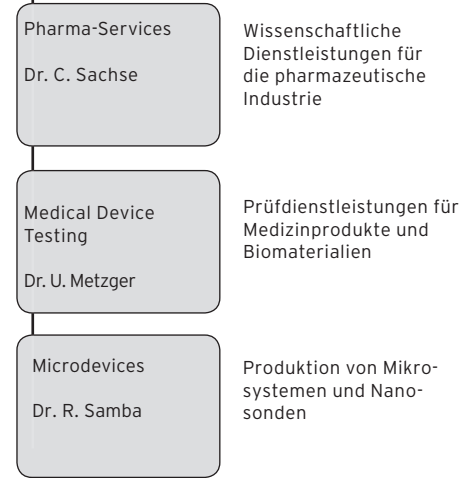 Pharma-Services
Dr. C. Sachse
Wissenschaftliche
Dienstleistungen für
die pharmazeutische
Industrie
Medical Device
Testing
Dr. U. Metzger
Prüfdienstleistungen für
Medizinprodukte und
Biomaterialien
Microdevices
Dr. R. Samba
Produktion von Mikro-
systemen und Nano-
sonden